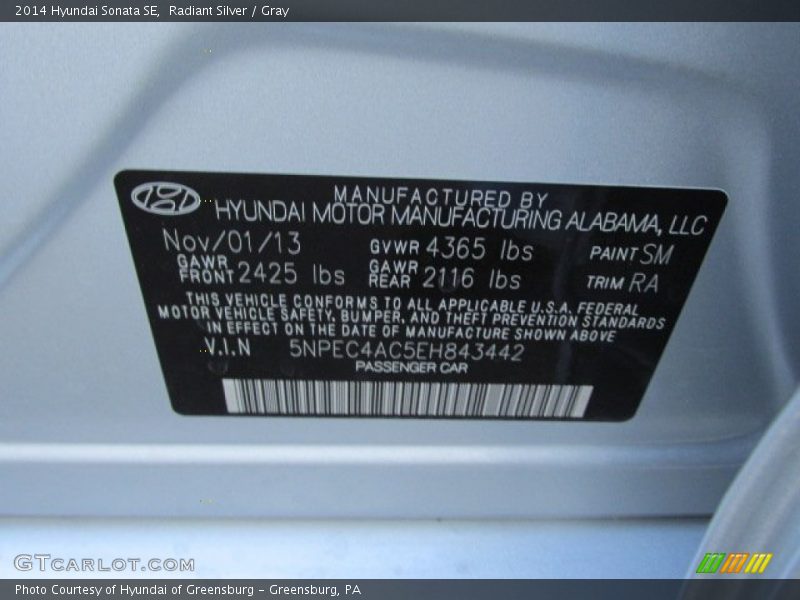 2014 Hyundai Sonata SE,  Radiant Silver / Gray
MANUFACTURED BY
HYUNDAI MOTOR MANUFACTURING ALABAMA, LLC
Nov/01/13 GVWR 4365 lbs PAINT SM
GAWR FRONT 2425 lbs GAWR REAR 2116 lbs TRIM RA
THIS VEHICLE CONFORMS TO ALL APPLICABLE U.S.A. FEDERAL
MOTOR VEHICLE SAFETY, BUMPER, AND THEFT PREVENTION STANDARDS
IN EFFECT ON THE DATE OF MANUFACTURE SHOWN ABOVE
V.I.N 5NPEC4AC5EH843442
PASSENGER CAR
GTCARLOT.COM
Photo Courtesy of Hyundai of Greensburg – Greensburg, PA